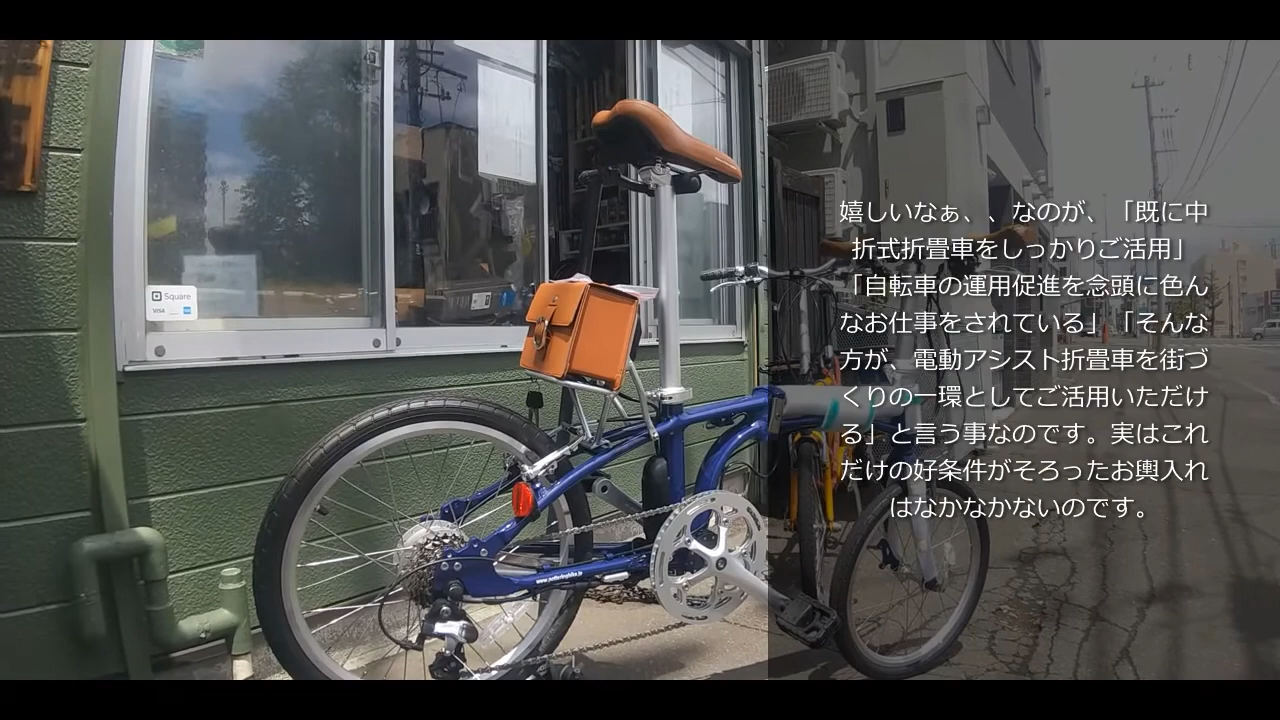 嬉しいなぁ、、なのが、「既に中
折式折畳車をしっかりご活用」
「自転車の運用促進を念頭に色ん
なお仕事をされている」「そんな
方が、電動アシスト折畳車を街づ
くりの一環としてご活用いただけ
る」と言う事なのです。実はこれ
だけの好条件がそろったお輿入れ
はなかなかないのです。
Square
VISA
www.potteringbike.jp